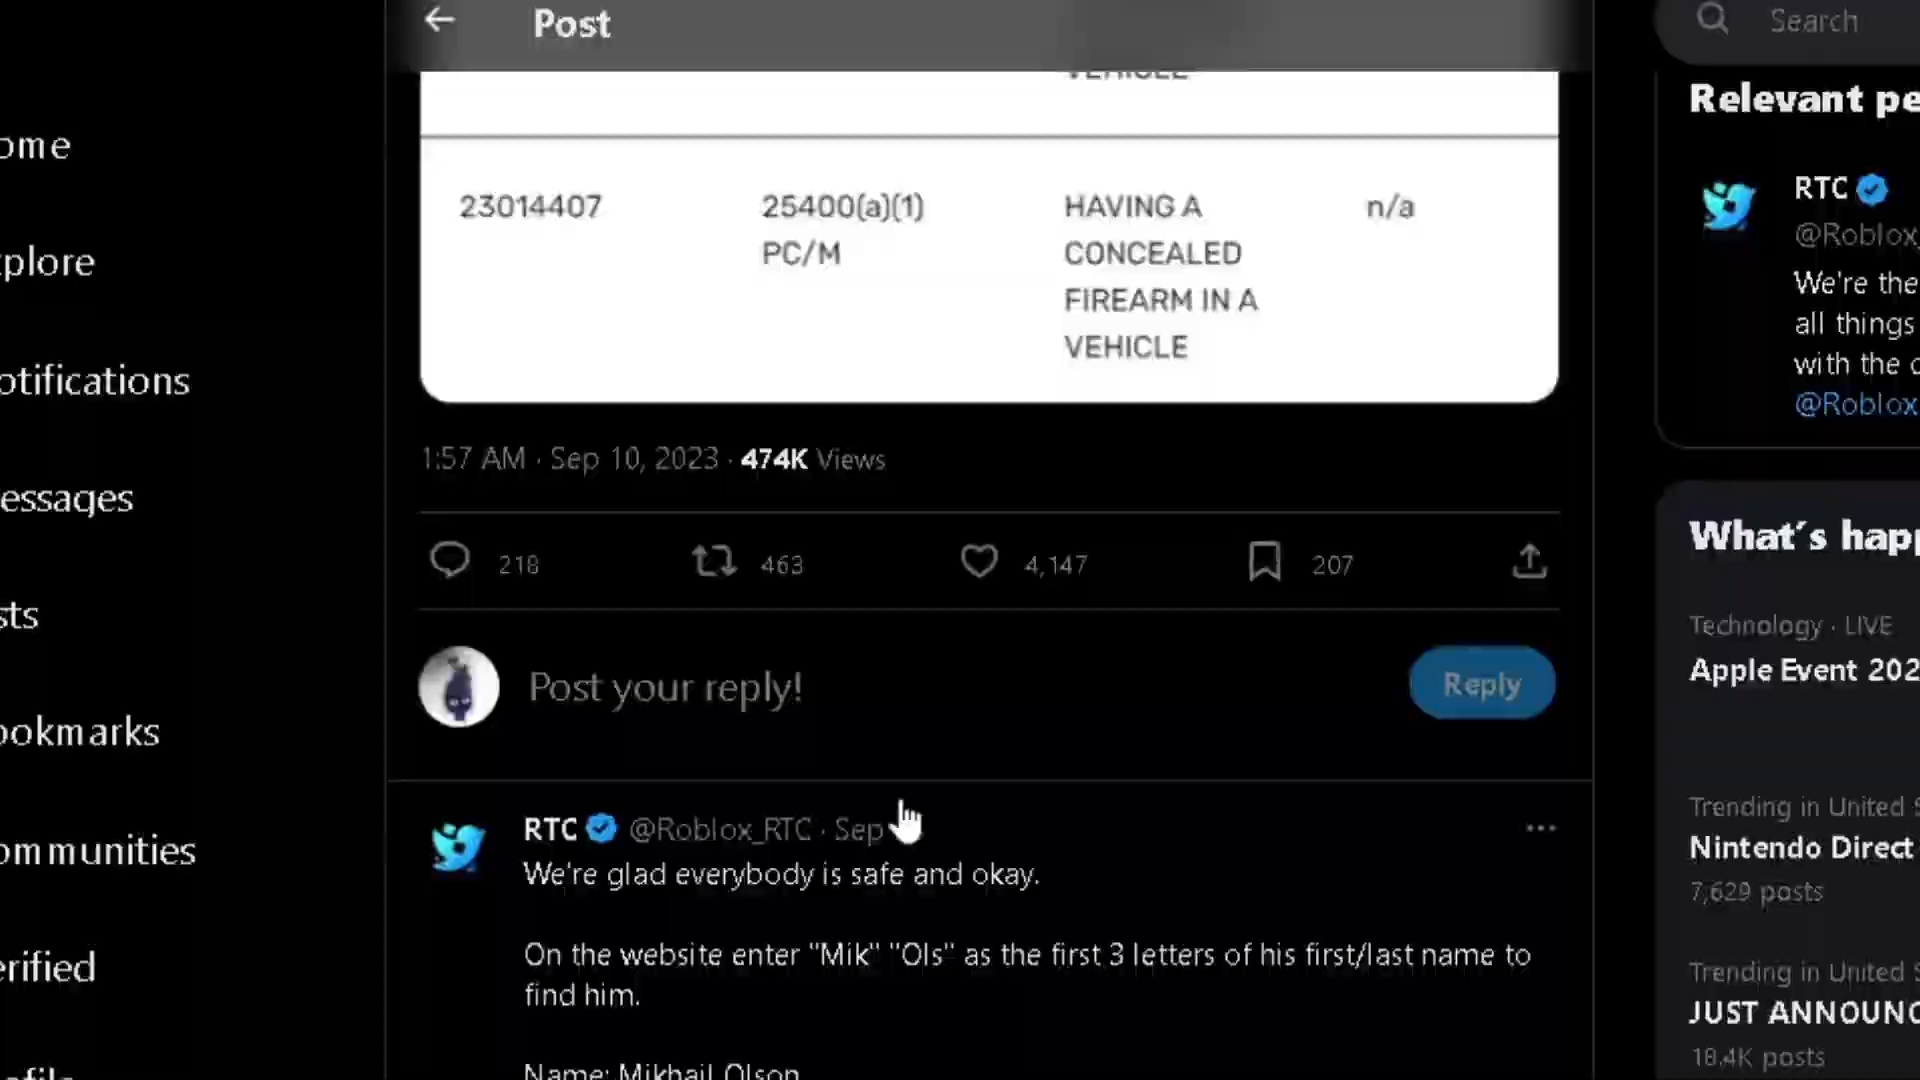 Post
Search
VEHICLE
Relevant pe
ome
23014407 25400(a)(1) HAVING A n/a
PC/M CONCEALED
FIREARM IN A
VEHICLE
RTC
@Roblox_
We're the
all things
with the c
@Roblox
xplore
otifications
essages
sts
ookmarks
ommunities
erified
ofile
1:57 AM · Sep 10, 2023 · 474K Views
218 463 4,147 207
Post your reply!
Reply
RTC @Roblox_RTC · Sep
We're glad everybody is safe and okay.
On the website enter "Mik" "Ols" as the first 3 letters of his first/last name to
find him.
Name: Mikhail Olson
What's happ
Technology · LIVE
Apple Event 202
Trending in United S
Nintendo Direct
7,629 posts
Trending in United S
JUST ANNOUNC
18.4K posts